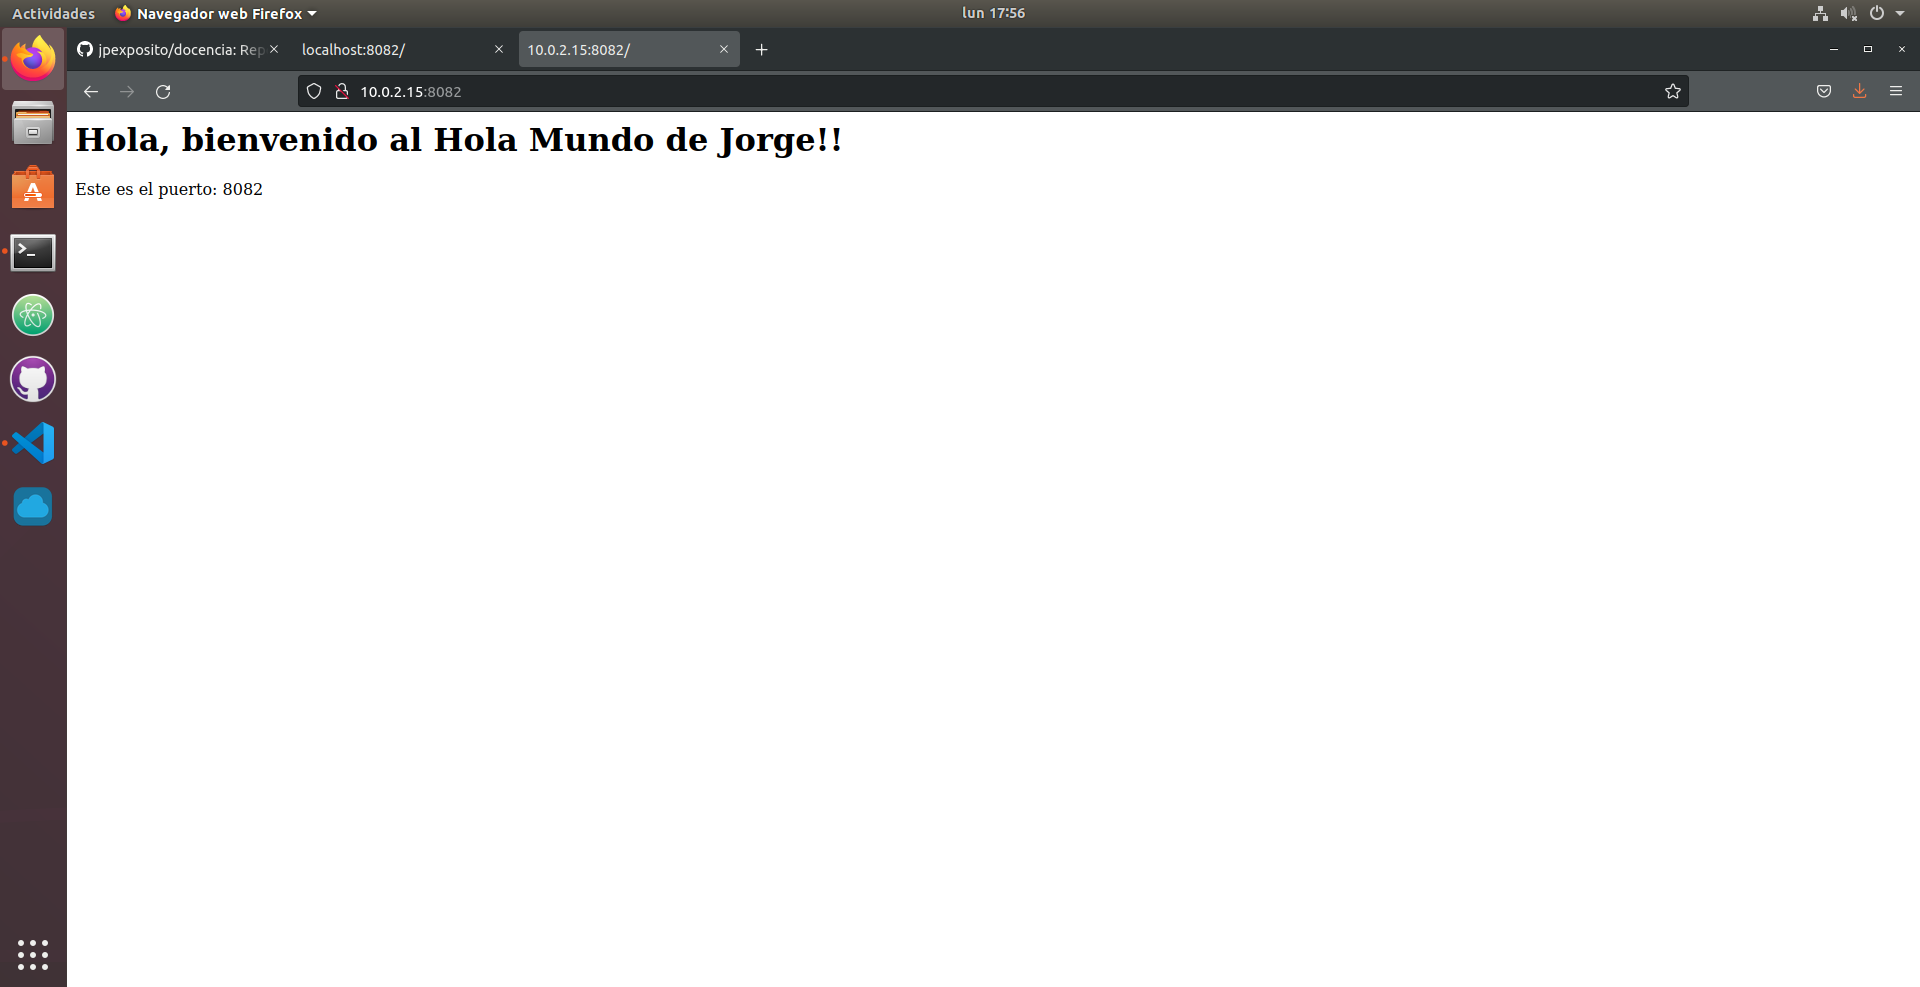 Actividades Navegador web Firefox lun 17:56
jpexposito/docencia: Rep localhost:8082/ 10.0.2.15:8082/
10.0.2.15:8082
Hola, bienvenido al Hola Mundo de Jorge!!
Este es el puerto: 8082